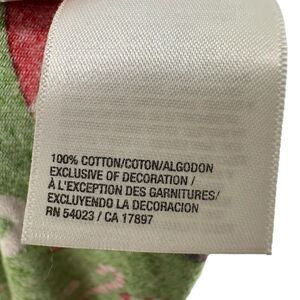 100% COTTON/COTON/ALGODON
EXCLUSIVE OF DECORATION /
À L'EXCEPTION DES GARNITURES/
EXCLUYENDO LA DECORACION
RN 54023 / CA 17897